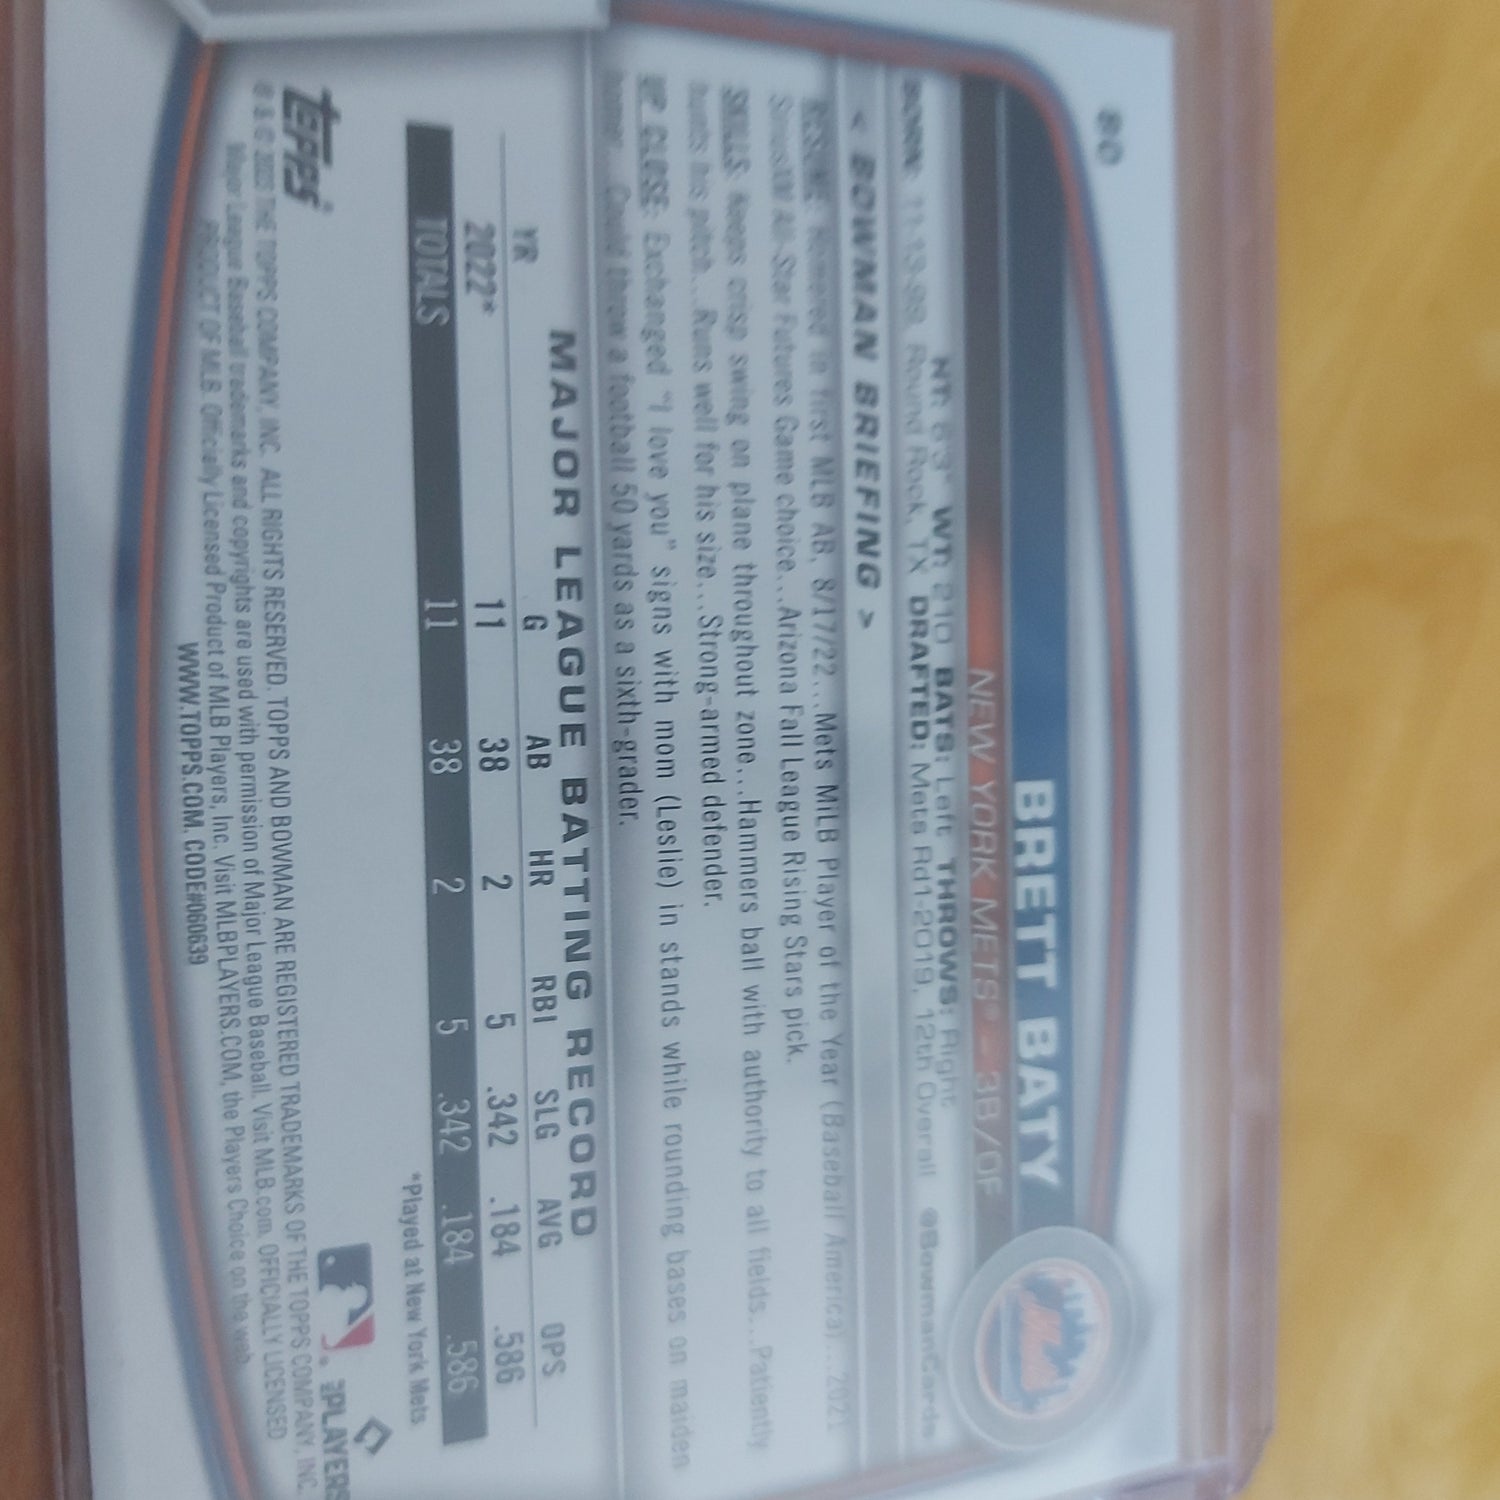 80
BRETT BATY
NEW YORK METS® - 3B/OF
HT: 6'3" WT: 210 BATS: Left THROWS: Right
BORN: 11-13-99, Round Rock, TX DRAFTED: Mets Rd1-2019, 12th Overall @BowmanCards
< BOWMAN BRIEFING >
RESUME: Homered in first MLB AB, 8/17/22...Mets MiLB Player of the Year (Baseball America)...2021
SiriusXM All-Star Futures Game choice...Arizona Fall League Rising Stars pick.
SKILLS: Keeps crisp swing on plane throughout zone...Hammers ball with authority to all fields...Patiently
hunts his pitch...Runs well for his size...Strong-armed defender.
UP CLOSE: Exchanged "I love you" signs with mom (Leslie) in stands while rounding bases on maiden
homer...Could throw a football 50 yards as a sixth-grader.
MAJOR LEAGUE BATTING RECORD
YR G AB HR RBI SLG AVG OPS
2022* 11 38 2 5 .342 .184 .586
TOTALS 11 38 2 5 .342 .184 .586
*Played at New York Mets
TOPPS®
® & © 2023 THE TOPPS COMPANY, INC. ALL RIGHTS RESERVED. TOPPS AND BOWMAN ARE REGISTERED TRADEMARKS OF THE TOPPS COMPANY, INC.
Major League Baseball trademarks and copyrights are used with permission of Major League Baseball. Visit MLB.com. OFFICIALLY LICENSED
PRODUCT OF MLB Officially Licensed Product of MLB Players, Inc. Visit MLBPLAYERS.COM, the Players Choice on the web.
WWW.TOPPS.COM. CODE#060639
PLAYERS